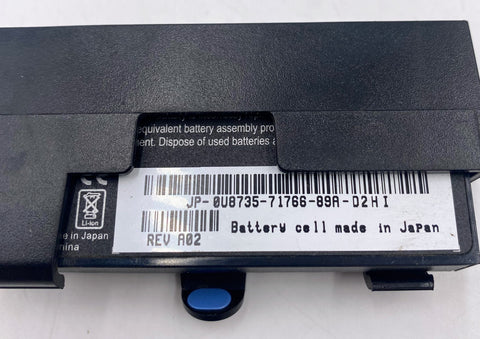 equivalent battery assembly pro
ent. Dispose of used batteries a
JP- 0U8735-71766-89A-D2HI
Li-ion
Battery cell made in Japan
e in Japan
REV A02
hina